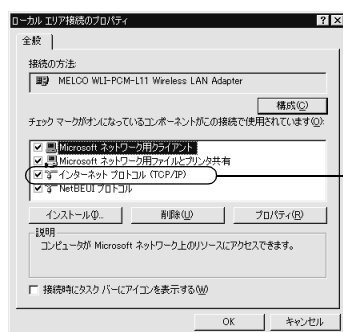 ローカル エリア接続のプロパティ
全般
接続の方法:
MELCO WLI-PCM-L11 Wireless LAN Adapter
構成(C)
チェック マークがオンになっているコンポーネントがこの接続で使用されています(O):
Microsoft ネットワーク用クライアント
Microsoft ネットワーク用ファイルとプリンタ共有
インターネット プロトコル (TCP/IP)
NetBEUI プロトコル
インストール(I)...
削除(U)
プロパティ(R)
説明
コンピュータが Microsoft ネットワーク上のリソースにアクセスできます。
接続時にタスク バーにアイコンを表示する(W)
OK
キャンセル